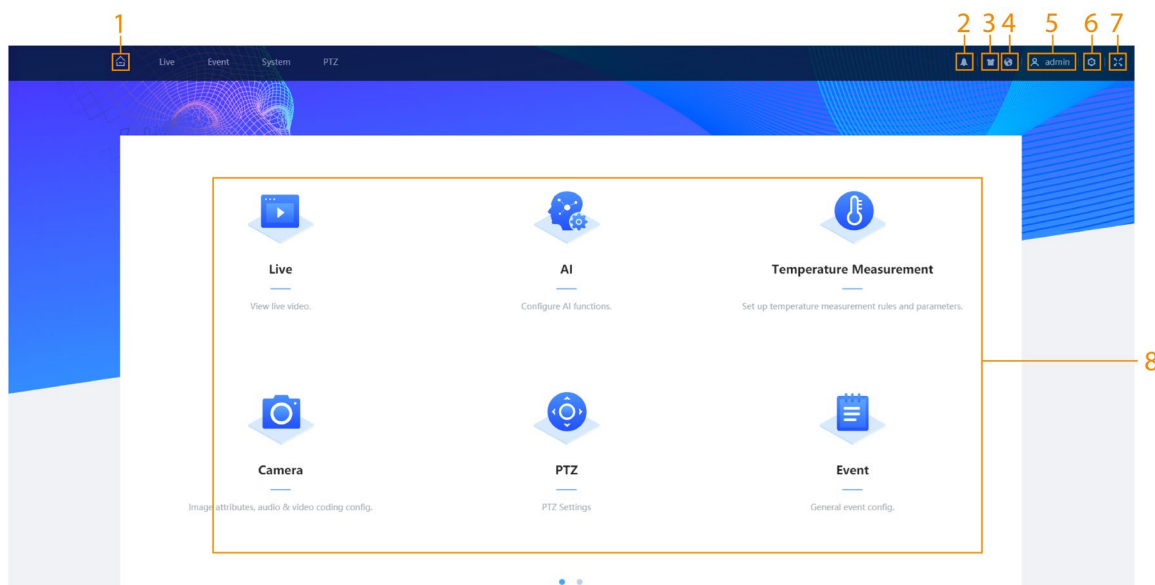 1 2 3 4 5 6 7
Live Event System PTZ admin
Live AI Temperature Measurement
View live video. Configure AI functions. Set up temperature measurement rules and parameters.
8
Camera PTZ Event
Image attributes, audio & video coding config. PTZ Settings General event config.